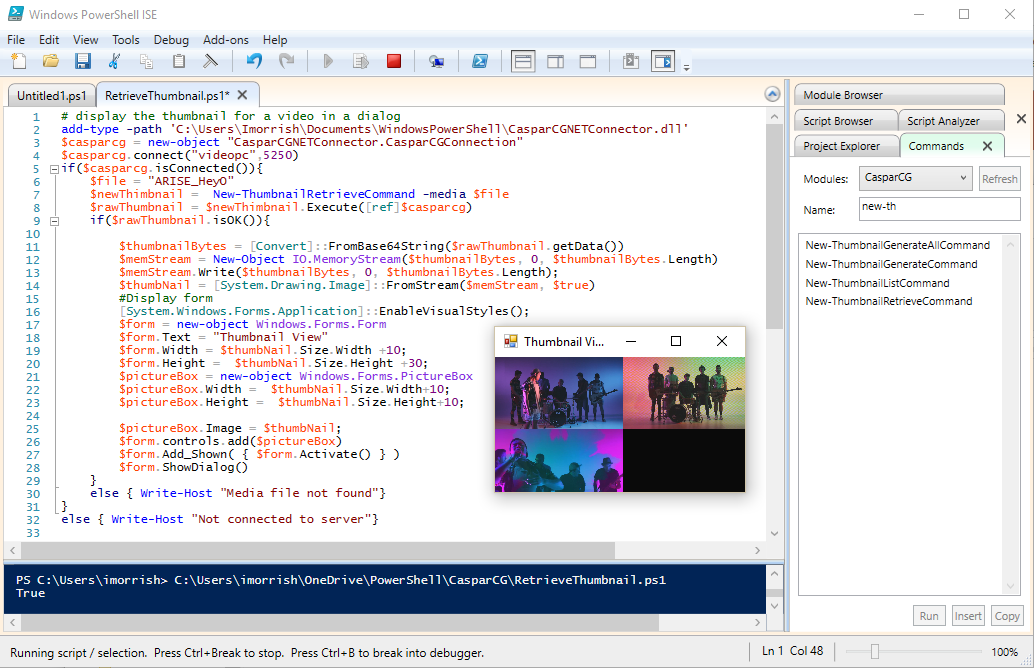 Windows PowerShell ISE
File Edit View Tools Debug Add-ons Help
Untitled1.ps1 RetrieveThumbnail.ps1*
1 # display the thumbnail for a video in a dialog
2 add-type -path 'C:\Users\Imorrish\Documents\WindowsPowerShell\CasparCGNETConnector.dll'
3 $casparcg = new-object "CasparCGNETConnector.CasparCGConnection"
4 $casparcg.connect("videopc",5250)
5 if($casparcg.isConnected()){
6 $file = "ARISE_HeyO"
7 $newThimbnail =  New-ThumbnailRetrieveCommand -media $file
8 $rawThumbnail = $newThimbnail.Execute([ref]$casparcg)
9 if($rawThumbnail.isOK()){
10
11 $thumbnailBytes = [Convert]::FromBase64String($rawThumbnail.getData())
12 $memStream = New-Object IO.MemoryStream($thumbnailBytes, 0, $thumbnailBytes.Length)
13 $memStream.Write($thumbnailBytes, 0, $thumbnailBytes.Length);
14 $thumbNail = [System.Drawing.Image]::FromStream($memStream, $true)
15 #Display form
16 [System.Windows.Forms.Application]::EnableVisualStyles();
17 $form = new-object Windows.Forms.Form
18 $form.Text = "Thumbnail View"
19 $form.Width = $thumbNail.Size.Width +10;
20 $form.Height =  $thumbNail.Size.Height +30;
21 $pictureBox = new-object Windows.Forms.PictureBox
22 $pictureBox.Width =  $thumbNail.Size.Width+10;
23 $pictureBox.Height =  $thumbNail.Size.Height+10;
24
25 $pictureBox.Image = $thumbNail;
26 $form.controls.add($pictureBox)
27 $form.Add_Shown( { $form.Activate() } )
28 $form.ShowDialog()
29 }
30 else { Write-Host "Media file not found"}
31 }
32 else { Write-Host "Not connected to server"}
33
Thumbnail Vi...
PS C:\Users\imorrish> C:\Users\imorrish\OneDrive\PowerShell\CasparCG\RetrieveThumbnail.ps1
True
Module Browser
Script Browser Script Analyzer
Project Explorer Commands
Modules: CasparCG Refresh
Name: new-th
New-ThumbnailGenerateAllCommand
New-ThumbnailGenerateCommand
New-ThumbnailListCommand
New-ThumbnailRetrieveCommand
Run Insert Copy
Running script / selection.  Press Ctrl+Break to stop.  Press Ctrl+B to break into debugger. Ln 1 Col 48 100%